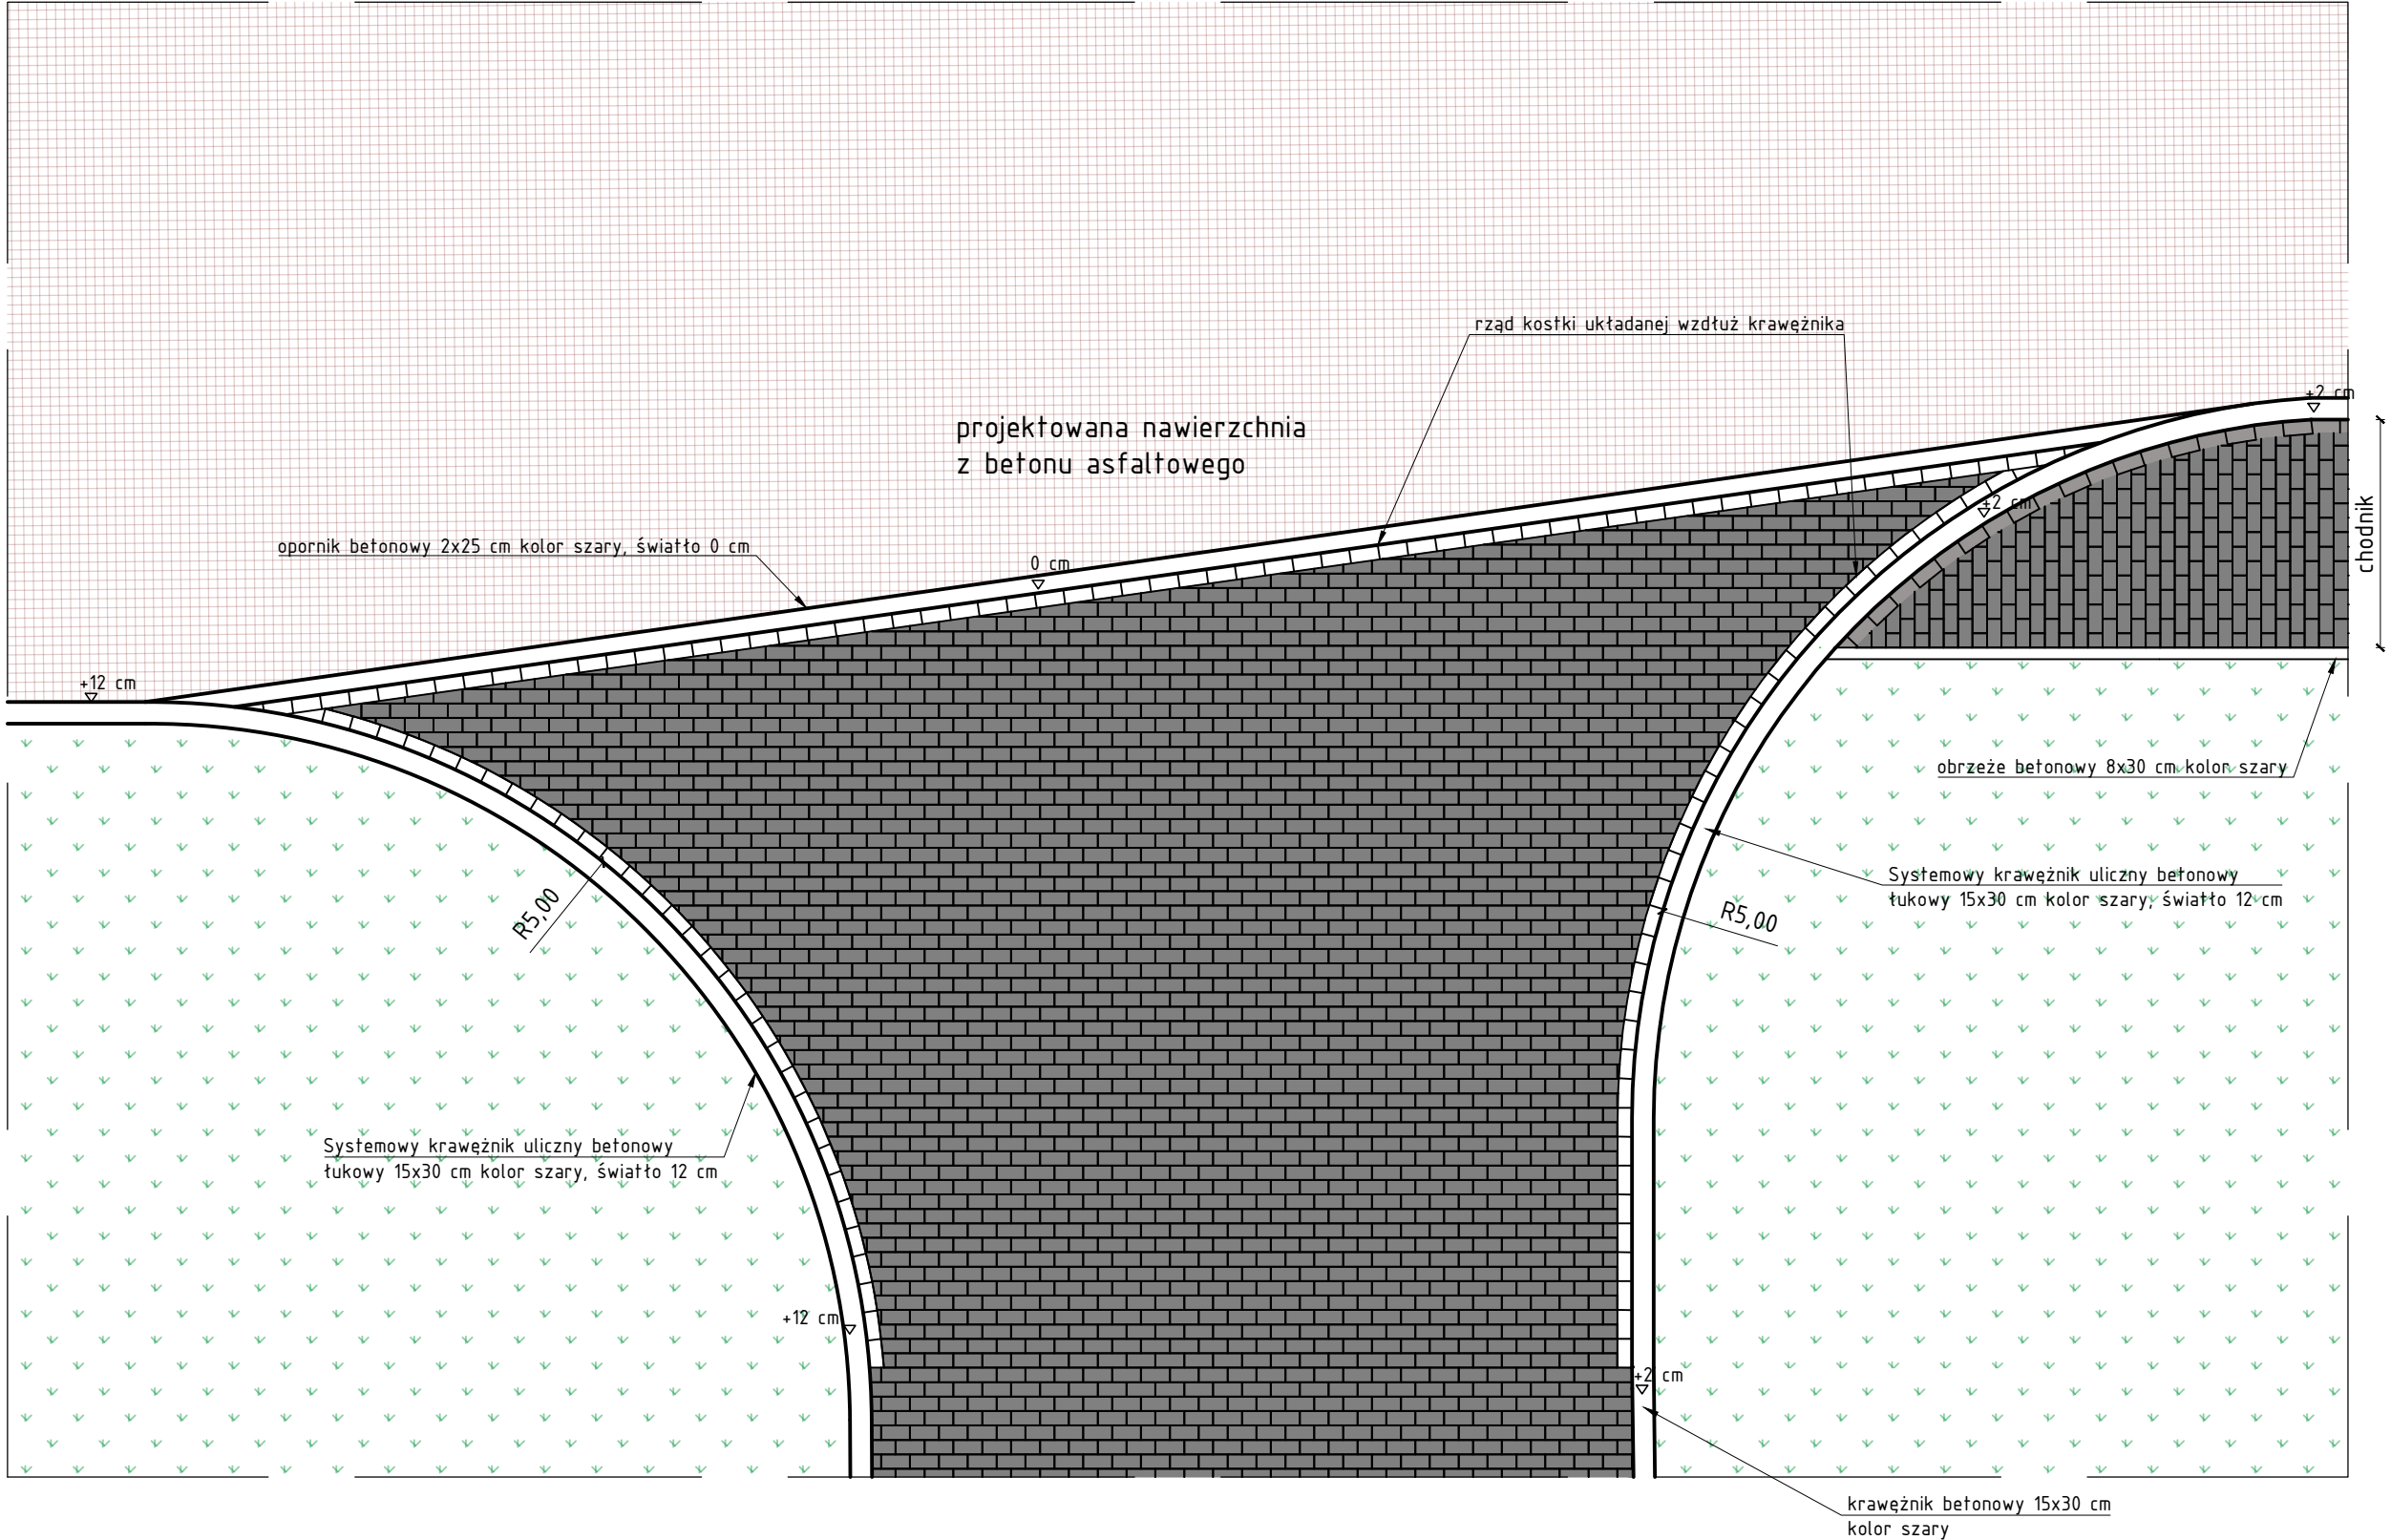 rząd kostki układanej wzdłuż krawężnika
+2 cm
projektowana nawierzchnia
z betonu asfaltowego
chodnik
+2 cm
opornik betonowy 2x25 cm kolor szary, światło 0 cm
0 cm
+12 cm
obrzeże betonowy 8x30 cm kolor szary
Systemowy krawężnik uliczny betonowy
łukowy 15x30 cm kolor szary, światło 12 cm
R5,00
R5,00
Systemowy krawężnik uliczny betonowy
łukowy 15x30 cm kolor szary, światło 12 cm
+12 cm
+2 cm
krawężnik betonowy 15x30 cm
kolor szary